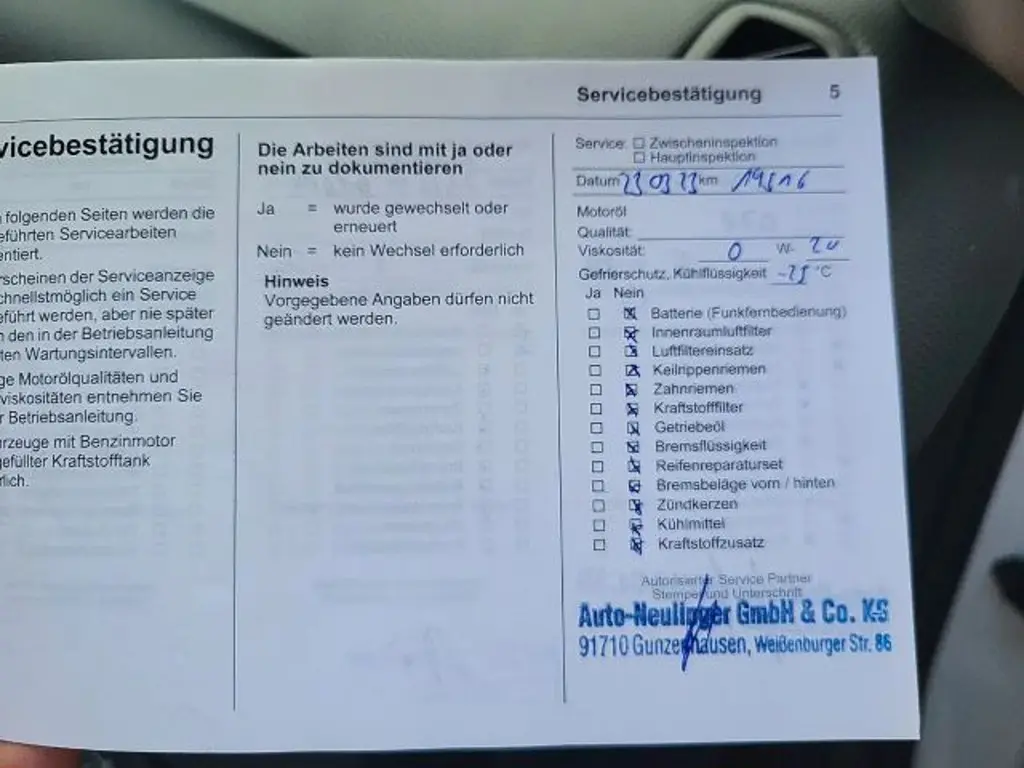 Servicebestätigung 5
vicebestätigung
folgenden Seiten werden die
eführten Servicearbeiten
entiert.
rscheinen der Serviceanzeige
chnellstmöglich ein Service
eführt werden, aber nie später
den in der Betriebsanleitung
ten Wartungsintervallen.
ge Motorölqualitäten und
viskositäten entnehmen Sie
r Betriebsanleitung.
rzeuge mit Benzinmotor
gefüllter Kraftstofftank
rlich.
Die Arbeiten sind mit ja oder
nein zu dokumentieren
Ja = wurde gewechselt oder
erneuert
Nein = kein Wechsel erforderlich
Hinweis
Vorgegebene Angaben dürfen nicht
geändert werden.
Service: ☐ Zwischeninspektion
☐ Hauptinspektion
Datum 23 03 23 km 19816
Motoröl
Qualität:
Viskosität: 0 W- 20
Gefrierschutz, Kühlflüssigkeit °C
Ja Nein
☐ ☒ Batterie (Funkfernbedienung)
☐ ☒ Innenraumluftfilter
☐ ☒ Luftfiltereinsatz
☐ ☒ Keilrippenriemen
☐ ☒ Zahnriemen
☐ ☒ Kraftstofffilter
☐ ☒ Getriebeöl
☐ ☒ Bremsflüssigkeit
☐ ☒ Reifenreparaturset
☐ ☒ Bremsbeläge vorn / hinten
☐ ☒ Zündkerzen
☐ ☒ Kühlmittel
☐ ☒ Kraftstoffzusatz
Autorisierter Service Partner
Stempel und Unterschrift
Auto-Neulinger GmbH & Co. KG
91710 Gunzenhausen, Weißenburger Str. 86